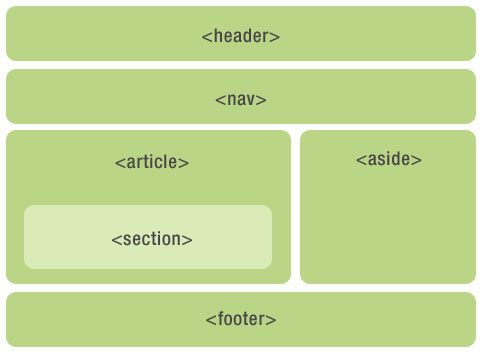 <header>
<nav>
<article>
<aside>
<section>
<footer>